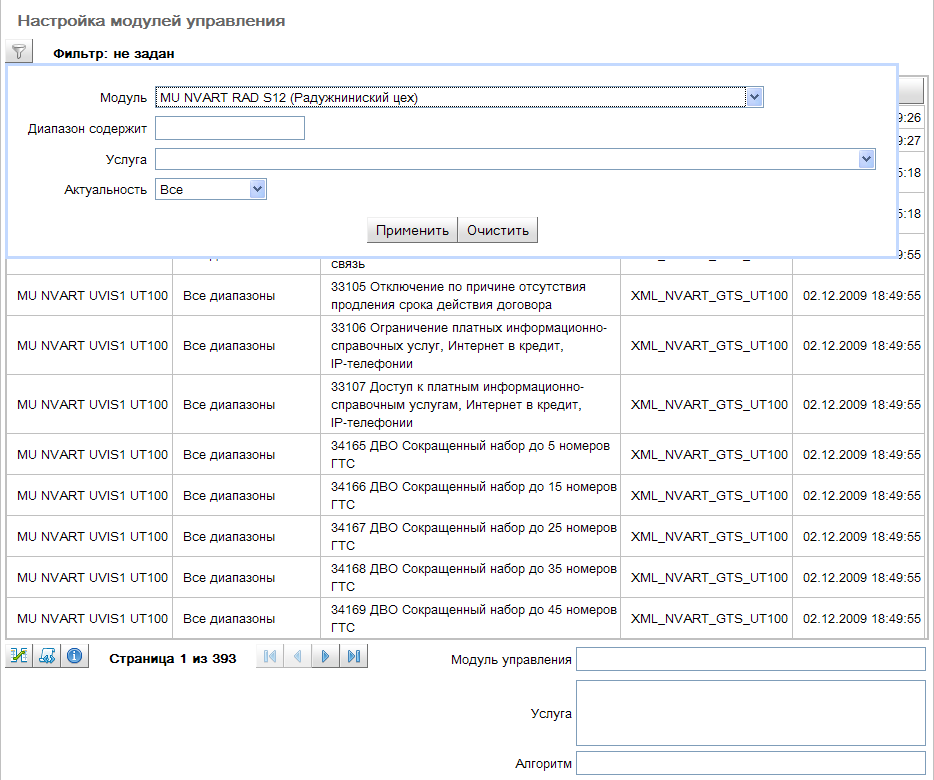 Настройка модулей управления
Фильтр: не задан
Модуль MU NVART RAD S12 (Радужниниский цех)
Диапазон содержит
Услуга
Актуальность Все
Применить Очистить
9:26
9:27
5:18
5:18
9:55
связь
MU NVART UVIS1 UT100 Все диапазоны 33105 Отключение по причине отсутствия XML_NVART_GTS_UT100 02.12.2009 18:49:55
продления срока действия договора
33106 Ограничение платных информационно-
MU NVART UVIS1 UT100 Все диапазоны справочных услуг, Интернет в кредит, XML_NVART_GTS_UT100 02.12.2009 18:49:55
IP-телефонии
33107 Доступ к платным информационно-
MU NVART UVIS1 UT100 Все диапазоны справочным услугам, Интернет в кредит, XML_NVART_GTS_UT100 02.12.2009 18:49:55
IP-телефонии
MU NVART UVIS1 UT100 Все диапазоны 34165 ДВО Сокращенный набор до 5 номеров XML_NVART_GTS_UT100 02.12.2009 18:49:55
ГТС
MU NVART UVIS1 UT100 Все диапазоны 34166 ДВО Сокращенный набор до 15 номеров XML_NVART_GTS_UT100 02.12.2009 18:49:55
ГТС
MU NVART UVIS1 UT100 Все диапазоны 34167 ДВО Сокращенный набор до 25 номеров XML_NVART_GTS_UT100 02.12.2009 18:49:55
ГТС
MU NVART UVIS1 UT100 Все диапазоны 34168 ДВО Сокращенный набор до 35 номеров XML_NVART_GTS_UT100 02.12.2009 18:49:55
ГТС
MU NVART UVIS1 UT100 Все диапазоны 34169 ДВО Сокращенный набор до 45 номеров XML_NVART_GTS_UT100 02.12.2009 18:49:55
ГТС
Страница 1 из 393
Модуль управления
Услуга
Алгоритм